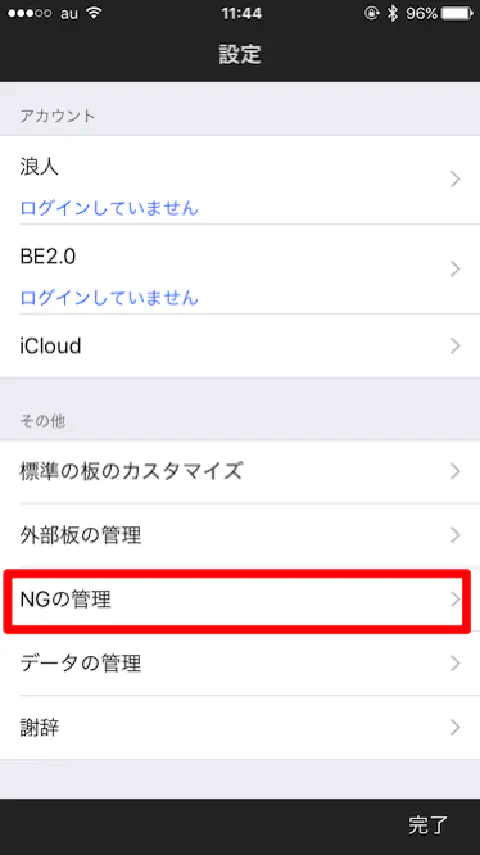 au 11:44 96%
設定
アカウント
浪人
ログインしていません
BE2.0
ログインしていません
iCloud
その他
標準の板のカスタマイズ
外部板の管理
NGの管理
データの管理
謝辞
完了